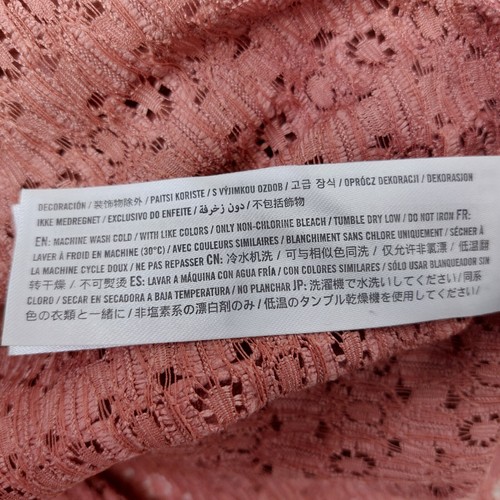 DECORACIÓN / 装饰物除外 / PAITSI KORISTE / S VÝJIMKOU OZDOB / 고급 장식 / OPRÓCZ DEKORACJI / DEKORASJON
IKKE MEDREGNET / EXCLUSIVO DO ENFEITE / دون زخرفة / 不包括飾物
EN: MACHINE WASH COLD / WITH LIKE COLORS / ONLY NON-CHLORINE BLEACH / TUMBLE DRY LOW / DO NOT IRON FR:
LAVER À FROID EN MACHINE (30°C) / AVEC COULEURS SIMILAIRES / BLANCHIMENT SANS CHLORE UNIQUEMENT / SÉCHER À
LA MACHINE CYCLE DOUX / NE PAS REPASSER CN: 冷水机洗 / 可与相似色同洗 / 仅允许非氯漂 / 低温翻
转干燥 / 不可熨烫 ES: LAVAR A MÁQUINA CON AGUA FRÍA / CON COLORES SIMILARES / SÓLO USAR BLANQUEADOR SIN
CLORO / SECAR EN SECADORA A BAJA TEMPERATURA / NO PLANCHAR JP: 洗濯機で水洗いしてください / 同系
色の衣類と一緒に / 非塩素系の漂白剤のみ / 低温のタンブル乾燥機を使用してください /